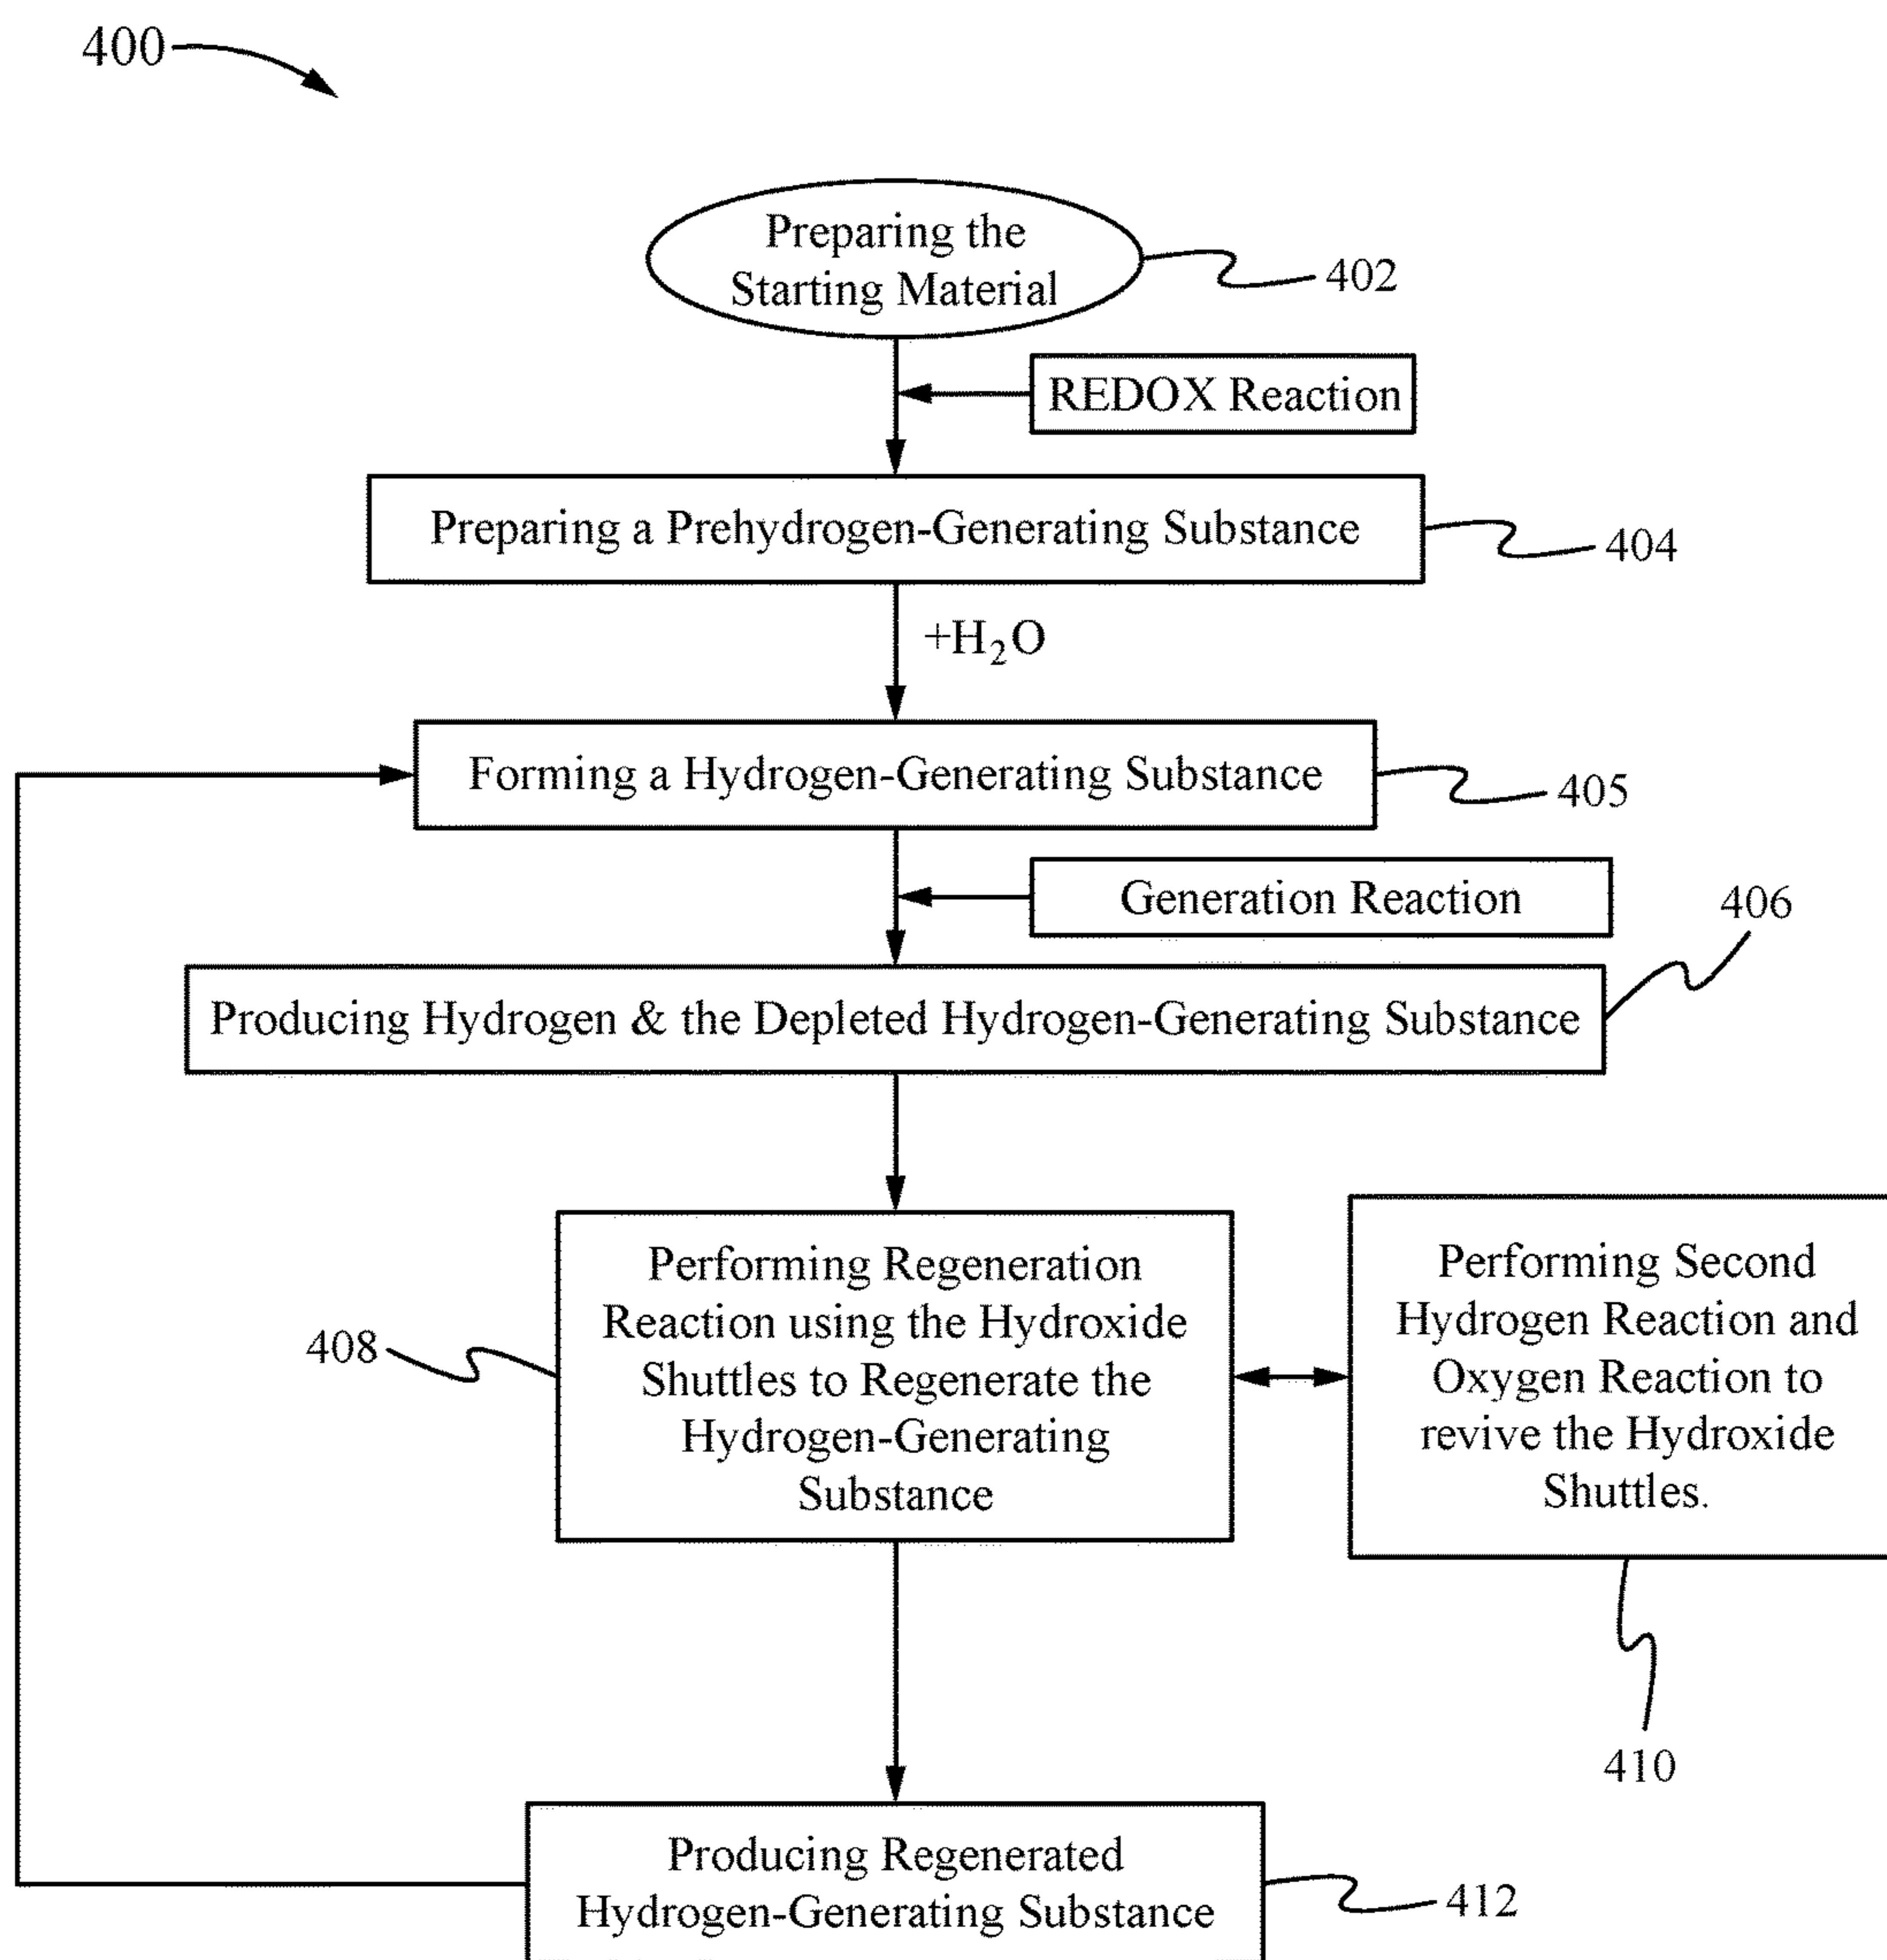 400
Preparing the
Starting Material
402
REDOX Reaction
Preparing a Prehydrogen-Generating Substance
404
+H₂O
Forming a Hydrogen-Generating Substance
405
Generation Reaction
406
Producing Hydrogen & the Depleted Hydrogen-Generating Substance
Performing Regeneration
Reaction using the Hydroxide
Shuttles to Regenerate the
Hydrogen-Generating
Substance
408
Performing Second
Hydrogen Reaction and
Oxygen Reaction to
revive the Hydroxide
Shuttles.
410
Producing Regenerated
Hydrogen-Generating Substance
412